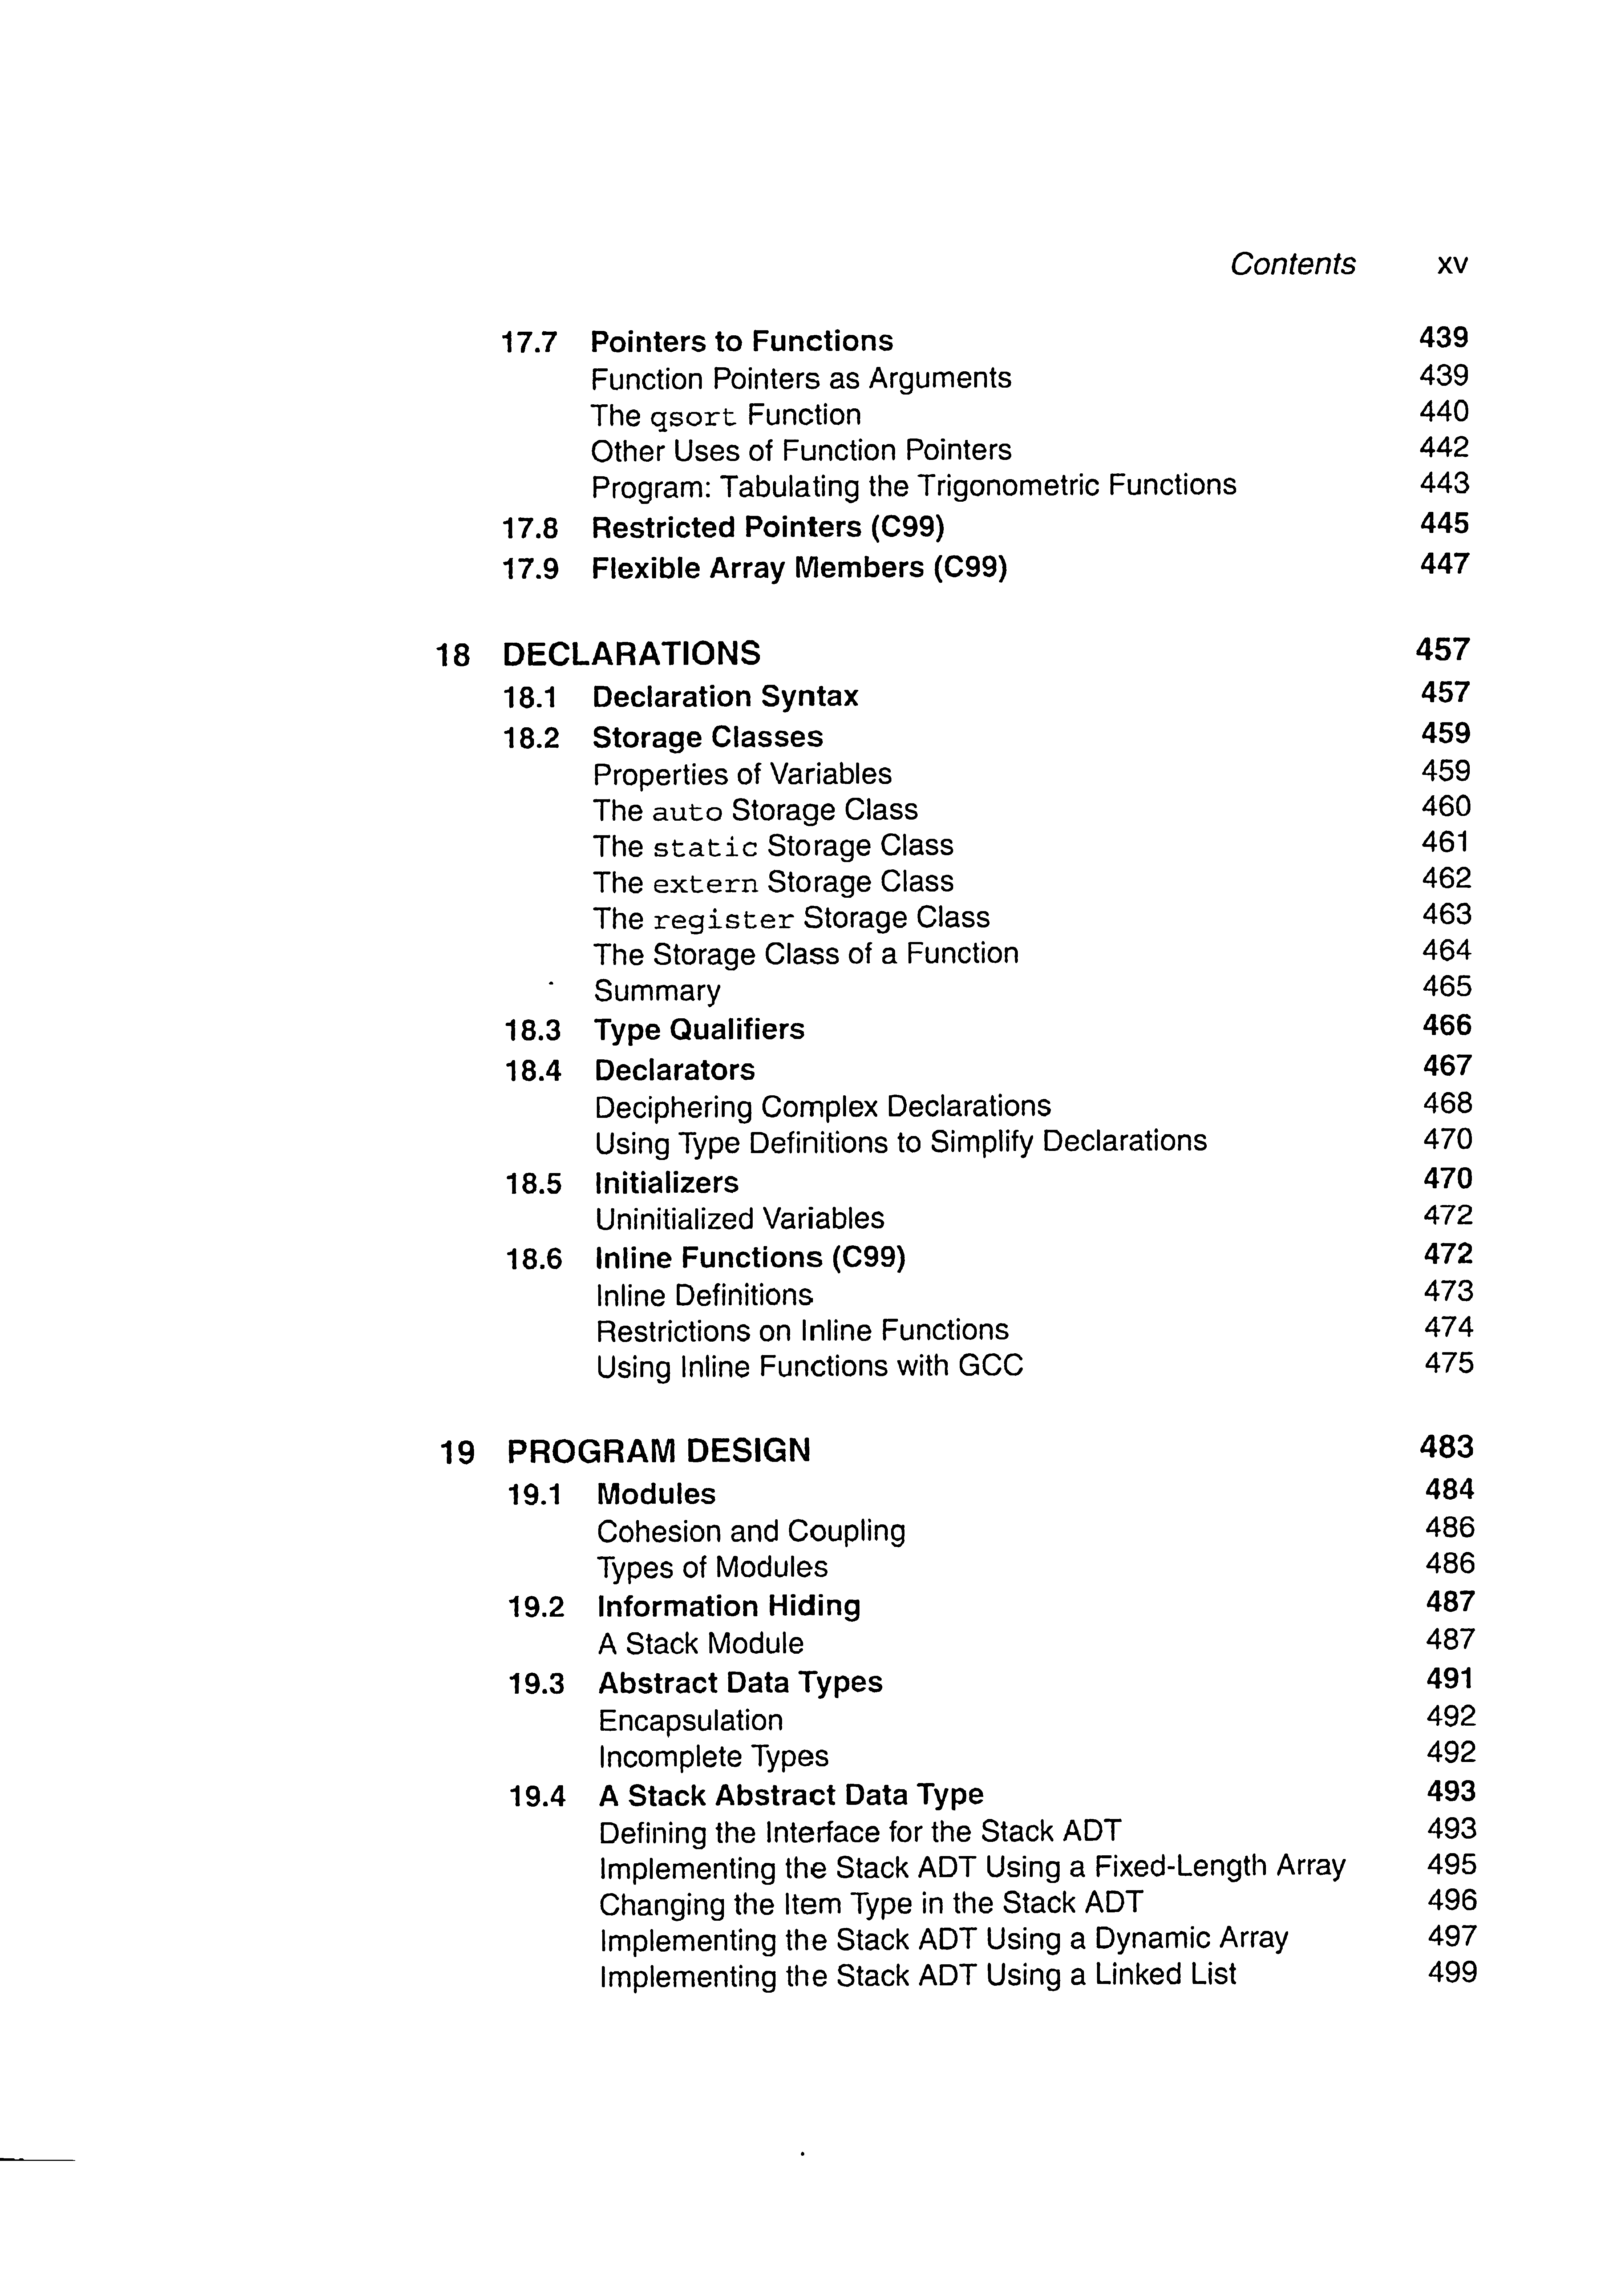 Contents xv
17.7 Pointers to Functions 439
Function Pointers as Arguments 439
The qsort Function 440
Other Uses of Function Pointers 442
Program: Tabulating the Trigonometric Functions 443
17.8 Restricted Pointers (C99) 445
17.9 Flexible Array Members (C99) 447
18 DECLARATIONS 457
18.1 Declaration Syntax 457
18.2 Storage Classes 459
Properties of Variables 459
The auto Storage Class 460
The static Storage Class 461
The extern Storage Class 462
The register Storage Class 463
The Storage Class of a Function 464
Summary 465
18.3 Type Qualifiers 466
18.4 Declarators 467
Deciphering Complex Declarations 468
Using Type Definitions to Simplify Declarations 470
18.5 Initializers 470
Uninitialized Variables 472
18.6 Inline Functions (C99) 472
Inline Definitions 473
Restrictions on Inline Functions 474
Using Inline Functions with GCC 475
19 PROGRAM DESIGN 483
19.1 Modules 484
Cohesion and Coupling 486
Types of Modules 486
19.2 Information Hiding 487
A Stack Module 487
19.3 Abstract Data Types 491
Encapsulation 492
Incomplete Types 492
19.4 A Stack Abstract Data Type 493
Defining the Interface for the Stack ADT 493
Implementing the Stack ADT Using a Fixed-Length Array 495
Changing the Item Type in the Stack ADT 496
Implementing the Stack ADT Using a Dynamic Array 497
Implementing the Stack ADT Using a Linked List 499